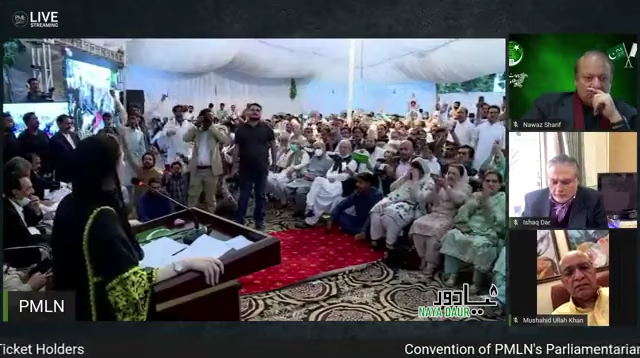 LIVE
STREAMING
Nawaz Sharif
Ishaq Dar
Mushahid Ullah Khan
PMLN
نیا دور
NAYA DAUR
Ticket Holders
Convention of PMLN's Parliamentarian